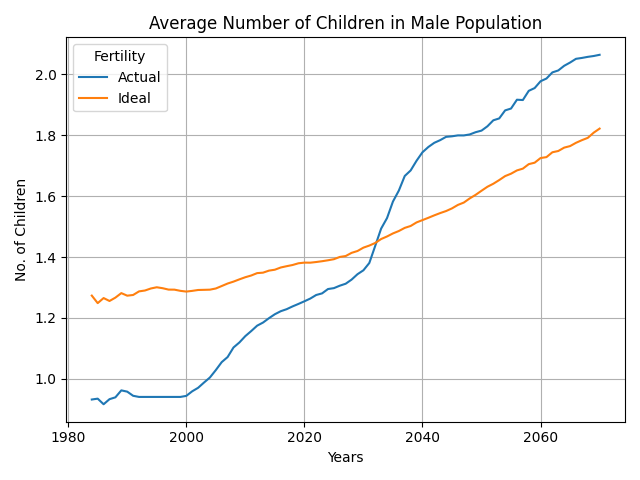 Average Number of Children in Male Population
Fertility
Actual
Ideal
No. of Children
2.0
1.8
1.6
1.4
1.2
1.0
1980
2000
2020
2040
2060
Years